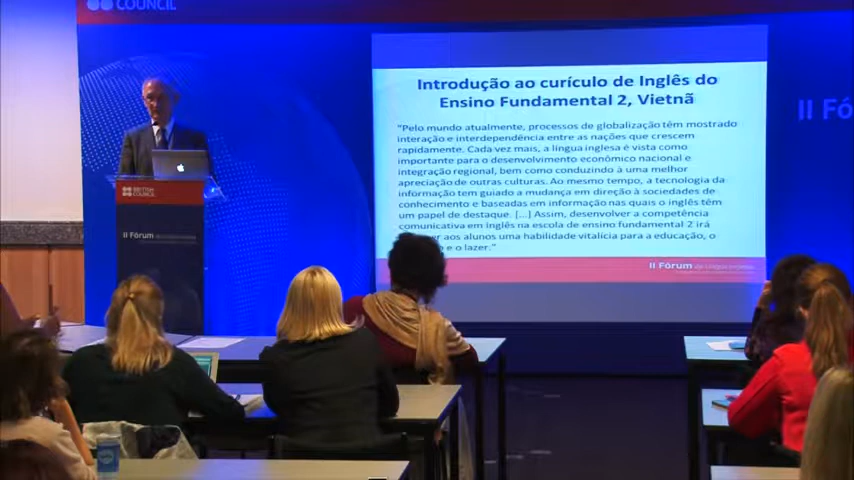 COUNCIL
Introdução ao curículo de Inglês do
Ensino Fundamental 2, Vietnã
"Pelo mundo atualmente, processos de globalização têm mostrado
interação e interdependência entre as nações que crescem
rapidamente. Cada vez mais, a língua inglesa é vista como
importante para o desenvolvimento econômico nacional e
integração regional, bem como conduzindo à uma melhor
apreciação de outras culturas. Ao mesmo tempo, a tecnologia da
informação tem guiado a mudança em direção à sociedades de
conhecimento e baseadas em informação nas quais o inglês têm
um papel de destaque. […] Assim, desenvolver a competência
comunicativa em inglês na escola de ensino fundamental 2 irá
aos alunos uma habilidade vitalícia para a educação, o
e o lazer."
II Fórum
II Fó
BRITISH
COUNCIL
II Fórum